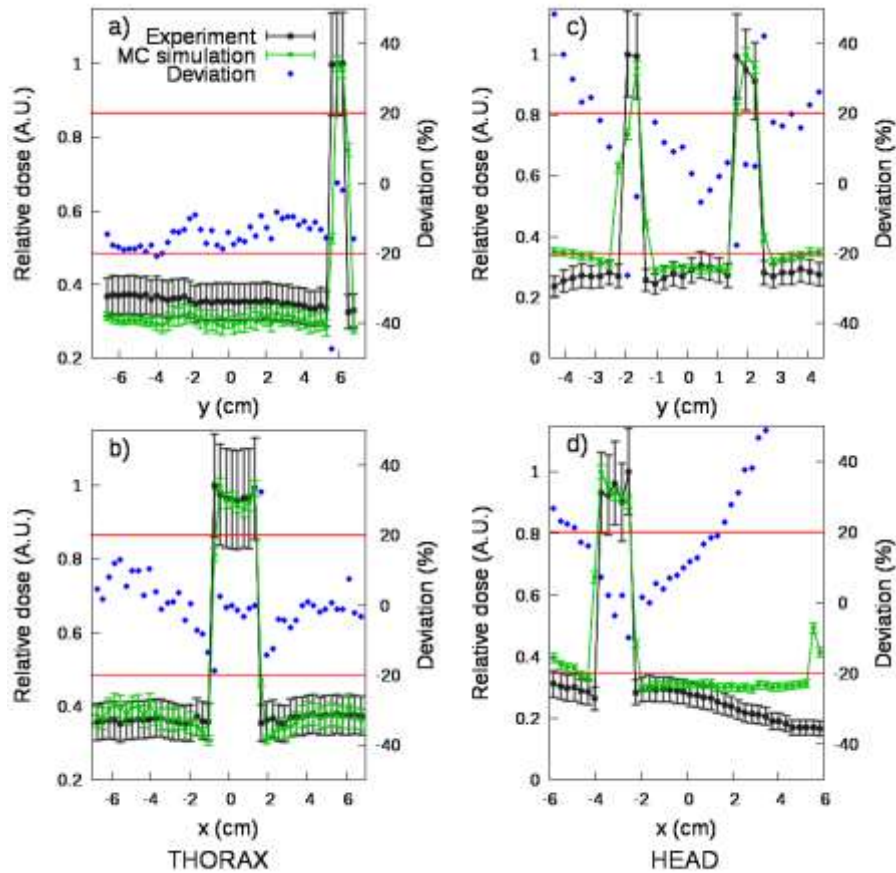 a)
Experiment
MC simulation
Deviation
1
0.8
0.6
0.4
0.2
40
20
0
-20
-40
-6 -4 -2 0 2 4 6
y (cm)
Relative dose (A.U.)
Deviation (%)
c)
1
0.8
0.6
0.4
0.2
0
40
20
0
-20
-40
-4 -3 -2 -1 0 1 2 3 4
y (cm)
Relative dose (A.U.)
Deviation (%)
b)
1
0.8
0.6
0.4
0.2
40
20
0
-20
-40
-6 -4 -2 0 2 4 6
x (cm)
Relative dose (A.U.)
Deviation (%)
THORAX
d)
1
0.8
0.6
0.4
0.2
0
40
20
0
-20
-40
-6 -4 -2 0 2 4 6
x (cm)
Relative dose (A.U.)
Deviation (%)
HEAD